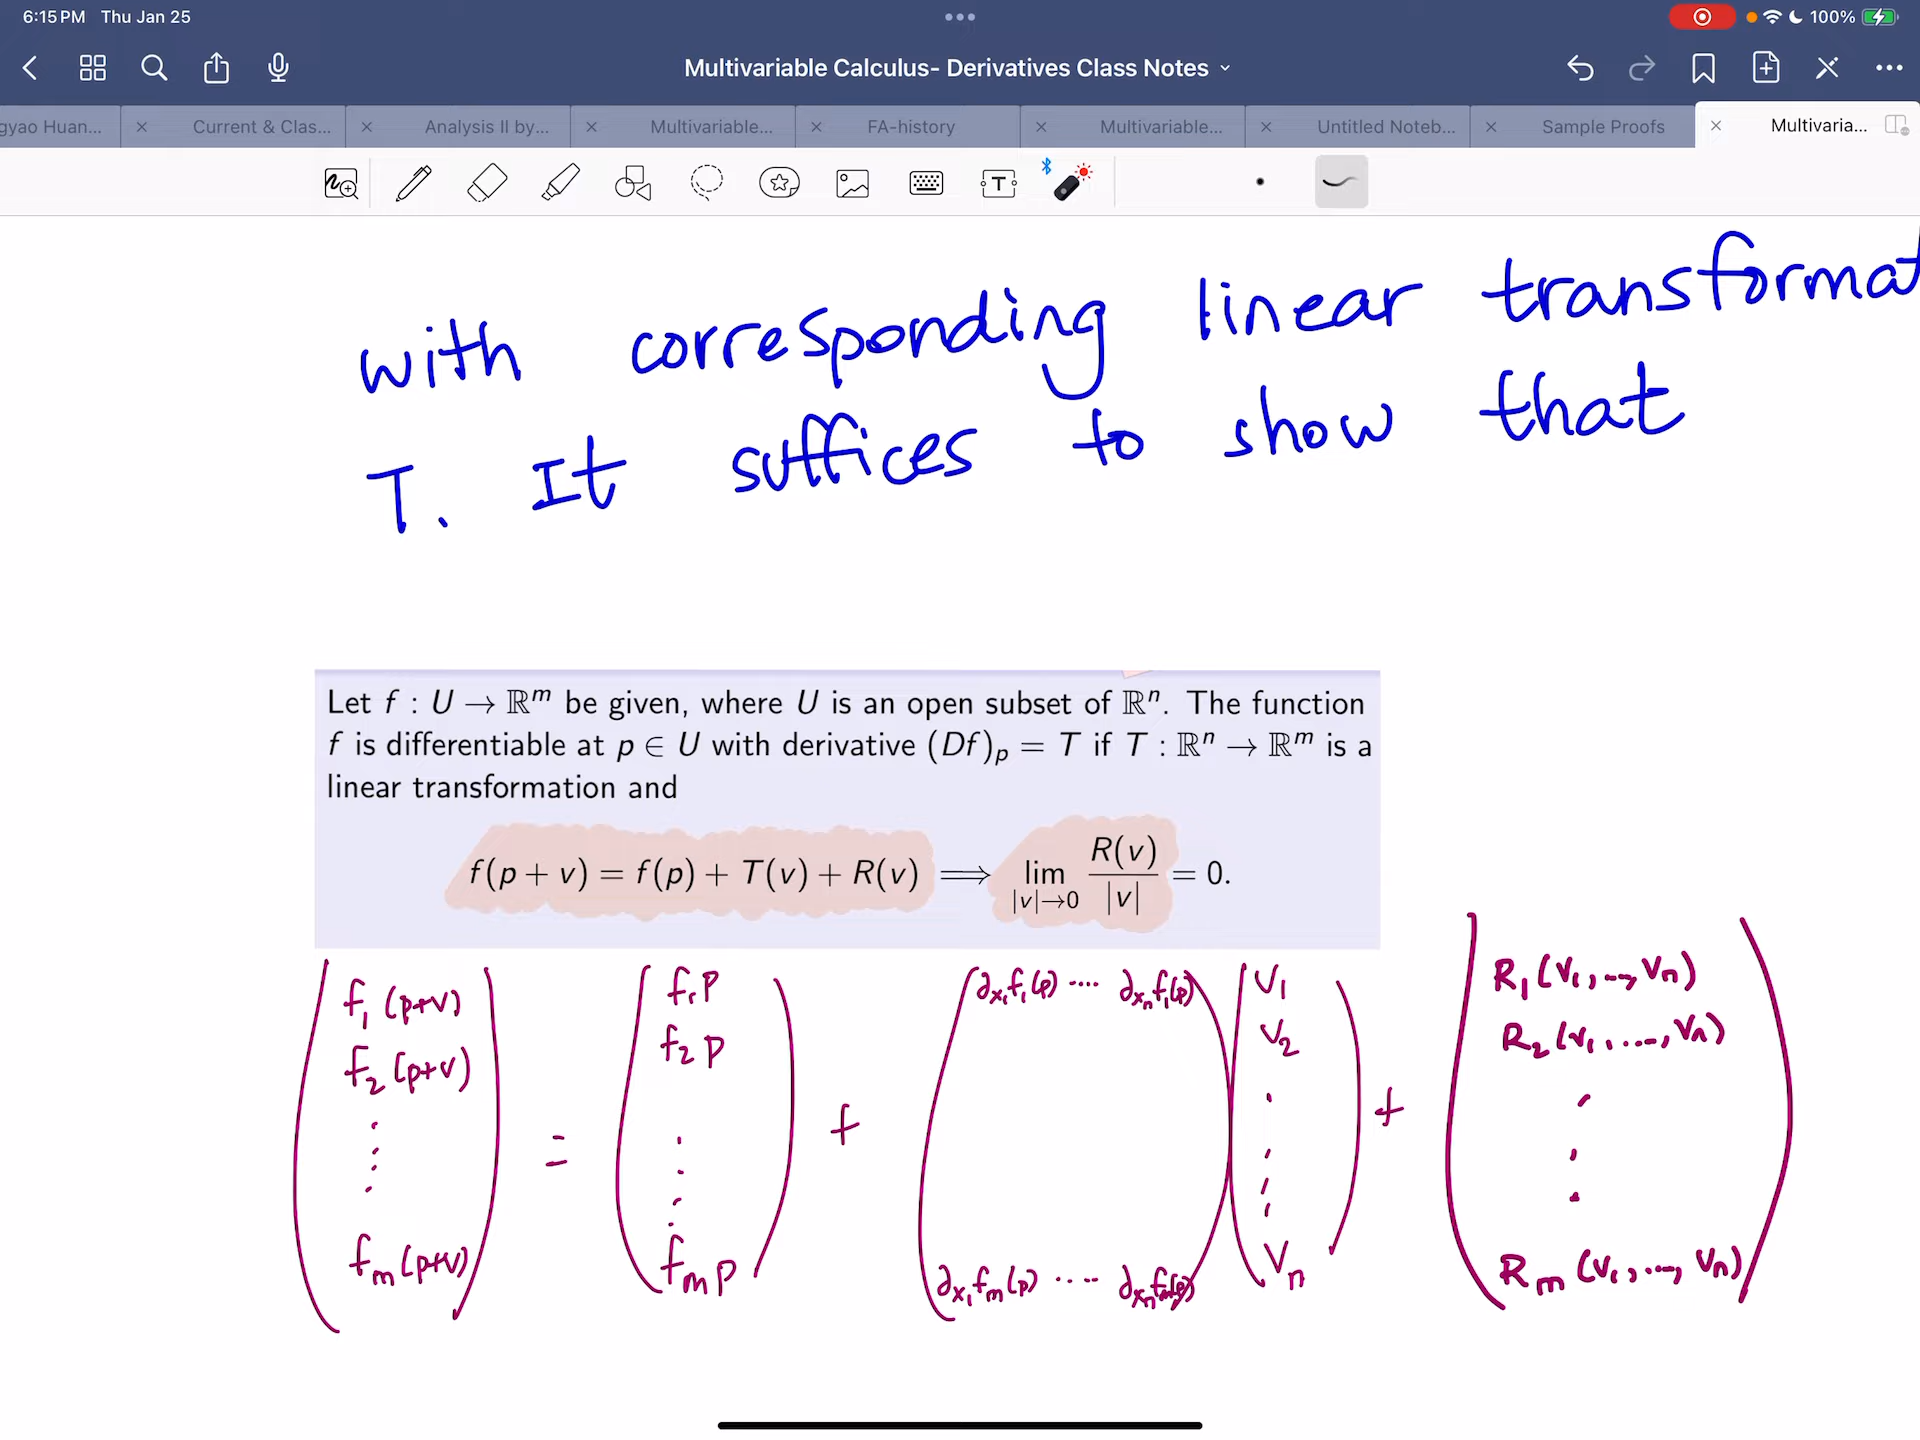 6:15 PM Thu Jan 25
100%
Multivariable Calculus- Derivatives Class Notes
gyao Huan...
Current & Clas...
Analysis II by...
Multivariable...
FA-history
Multivariable...
Untitled Noteb...
Sample Proofs
Multivaria...
with corresponding linear transformat
T. It suffices to show that
Let f : U → ℝᵐ be given, where U is an open subset of ℝⁿ. The function
f is differentiable at p ∈ U with derivative (Df)ₚ = T if T : ℝⁿ → ℝᵐ is a
linear transformation and
f(p + v) = f(p) + T(v) + R(v) ⟹ lim_{|v|→0} R(v)/|v| = 0.
f₁(p+v) f₁p ∂x₁f₁(p) .... ∂xₙf₁(p) v₁ R₁(v₁,..., vₙ)
f₂(p+v) f₂p v₂ R₂(v₁,...,vₙ)
⋮ = ⋮ + ⋮ + ⋮
fₘ(p+v) fₘp ∂x₁fₘ(p) .... ∂xₙfₘ(p) vₙ Rₘ(v₁,..., vₙ)